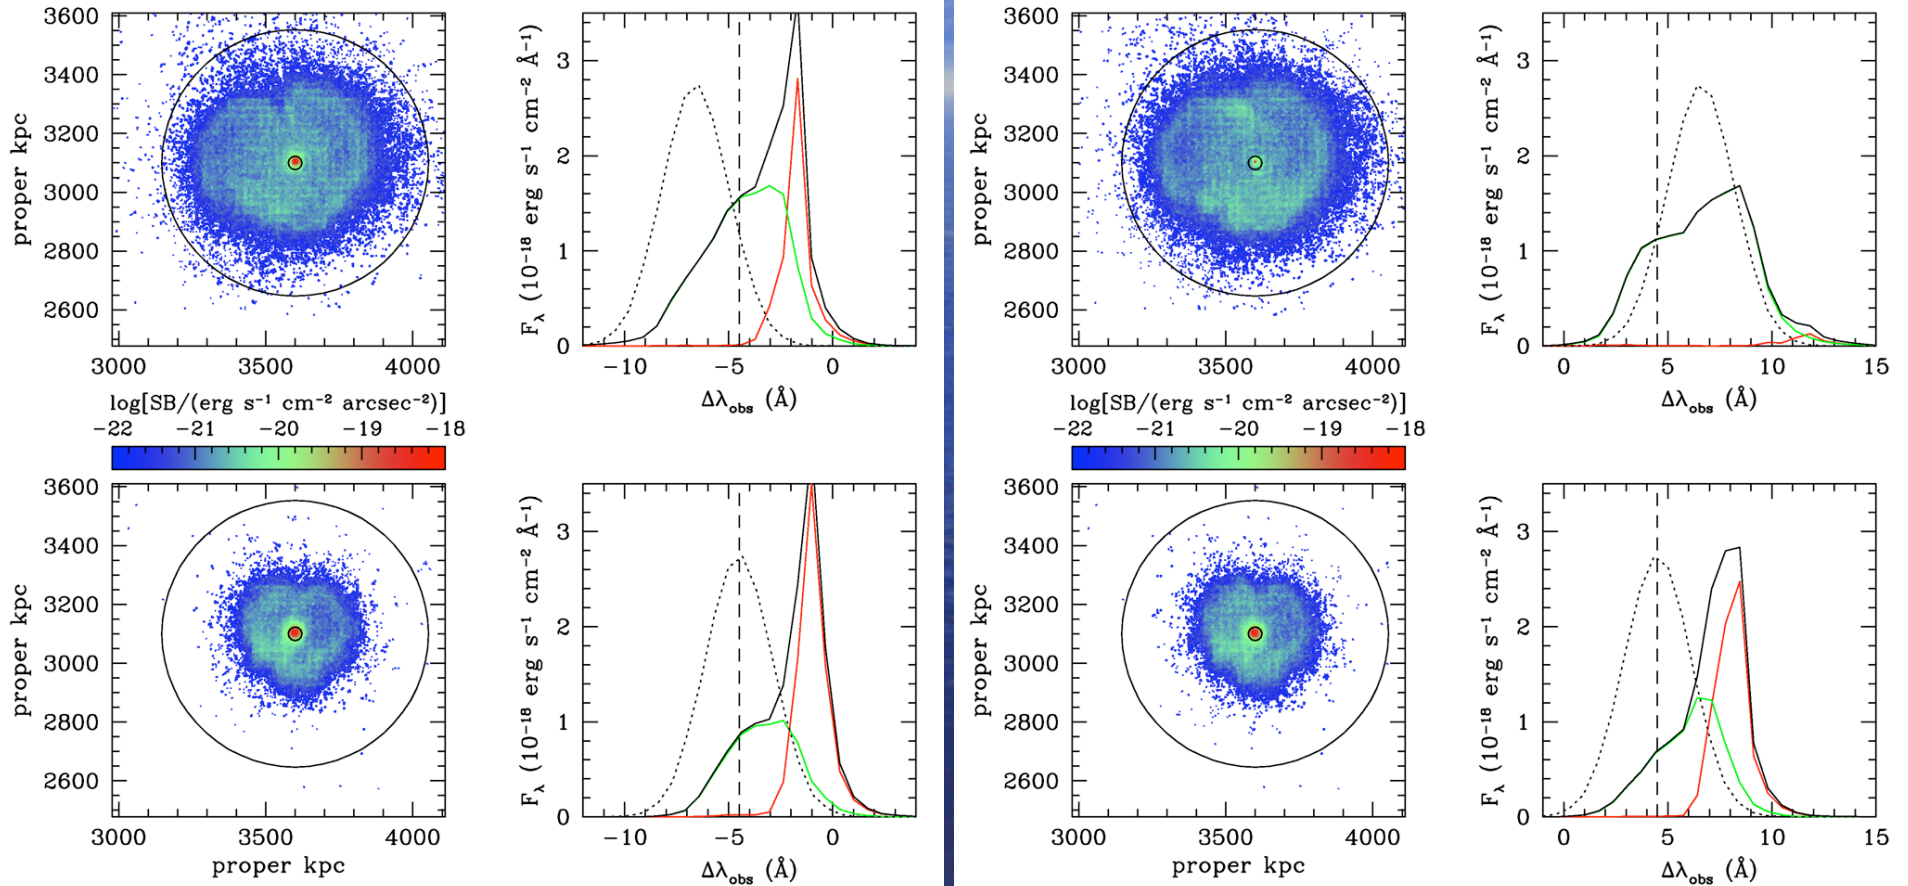 3600
3400
3200
3000
2800
2600
proper kpc
3000 3500 4000
3
2
1
0
F_λ (10⁻¹⁸ erg s⁻¹ cm⁻² Å⁻¹)
−10 −5 0
Δλ_obs (Å)
log[SB/(erg s⁻¹ cm⁻² arcsec⁻²)]
−22 −21 −20 −19 −18
3600
3400
3200
3000
2800
2600
proper kpc
3000 3500 4000
proper kpc
3
2
1
0
F_λ (10⁻¹⁸ erg s⁻¹ cm⁻² Å⁻¹)
−10 −5 0
Δλ_obs (Å)
3600
3400
3200
3000
2800
2600
proper kpc
3000 3500 4000
3
2
1
0
F_λ (10⁻¹⁸ erg s⁻¹ cm⁻² Å⁻¹)
0 5 10 15
Δλ_obs (Å)
log[SB/(erg s⁻¹ cm⁻² arcsec⁻²)]
−22 −21 −20 −19 −18
3600
3400
3200
3000
2800
2600
proper kpc
3000 3500 4000
proper kpc
3
2
1
0
F_λ (10⁻¹⁸ erg s⁻¹ cm⁻² Å⁻¹)
0 5 10 15
Δλ_obs (Å)